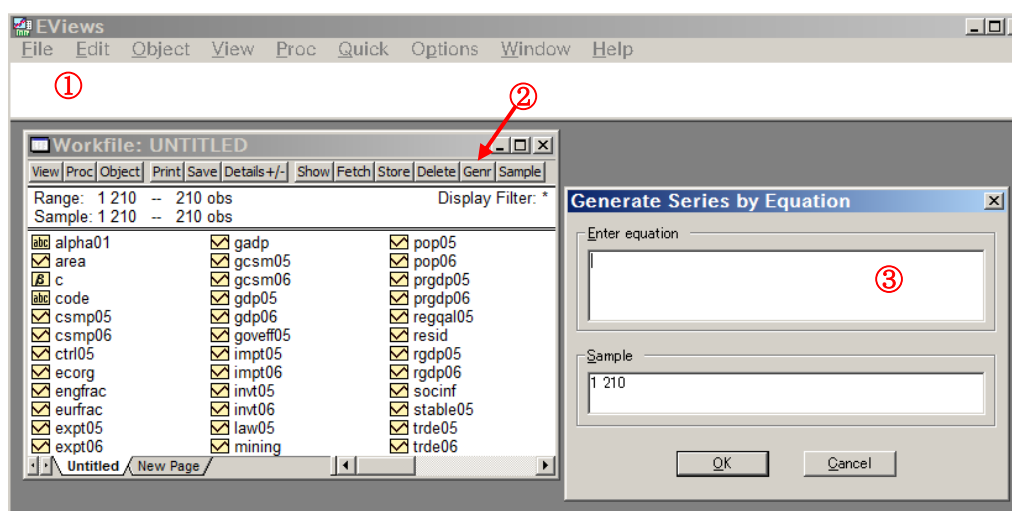 EViews
File Edit Object View Proc Quick Options Window Help
①
②
Workfile: UNTITLED
View Proc Object Print Save Details+/- Show Fetch Store Delete Genr Sample
Range: 1 210 -- 210 obs Display Filter: *
Sample: 1 210 -- 210 obs
alpha01 gadp pop05
area gcsm05 pop06
c gcsm06 prgdp05
code gdp05 prgdp06
csmp05 gdp06 regqal05
csmp06 goveff05 resid
ctrl05 impt05 rgdp05
ecorg impt06 rgdp06
engfrac invt05 socinf
eurfrac invt06 stable05
expt05 law05 trde05
expt06 mining trde06
Untitled New Page
Generate Series by Equation
Enter equation
③
Sample
1 210
OK Cancel